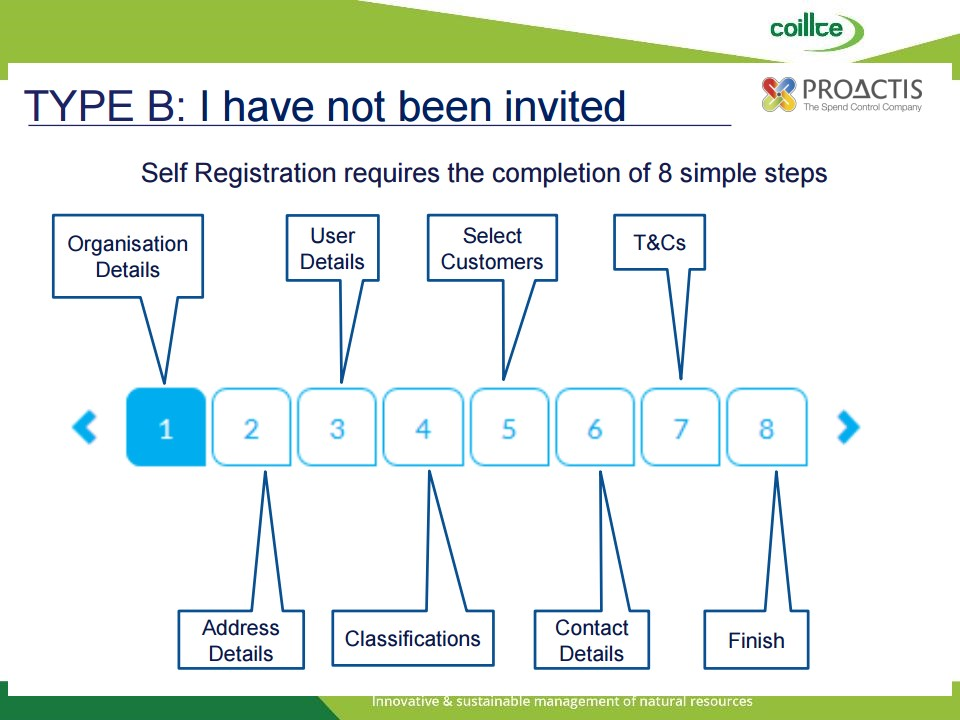 coillte
TYPE B: I have not been invited
PROACTIS
The Spend Control Company
Self Registration requires the completion of 8 simple steps
Organisation
Details
User
Details
Select
Customers
T&Cs
1 2 3 4 5 6 7 8
Address
Details
Classifications
Contact
Details
Finish
Innovative & sustainable management of natural resources